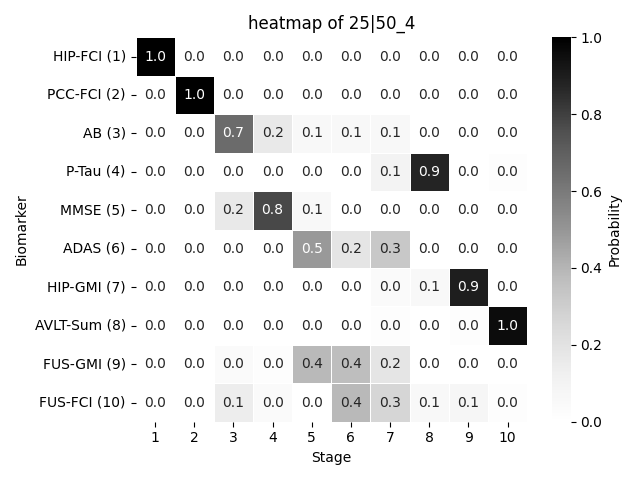 heatmap of 25|50_4
HIP-FCI (1) 1.0 0.0 0.0 0.0 0.0 0.0 0.0 0.0 0.0 0.0
PCC-FCI (2) 0.0 1.0 0.0 0.0 0.0 0.0 0.0 0.0 0.0 0.0
AB (3) 0.0 0.0 0.7 0.2 0.1 0.1 0.1 0.0 0.0 0.0
P-Tau (4) 0.0 0.0 0.0 0.0 0.0 0.0 0.1 0.9 0.0 0.0
MMSE (5) 0.0 0.0 0.2 0.8 0.1 0.0 0.0 0.0 0.0 0.0
ADAS (6) 0.0 0.0 0.0 0.0 0.5 0.2 0.3 0.0 0.0 0.0
HIP-GMI (7) 0.0 0.0 0.0 0.0 0.0 0.0 0.0 0.1 0.9 0.0
AVLT-Sum (8) 0.0 0.0 0.0 0.0 0.0 0.0 0.0 0.0 0.0 1.0
FUS-GMI (9) 0.0 0.0 0.0 0.0 0.4 0.4 0.2 0.0 0.0 0.0
FUS-FCI (10) 0.0 0.0 0.1 0.0 0.0 0.4 0.3 0.1 0.1 0.0
1 2 3 4 5 6 7 8 9 10
Stage
Biomarker
1.0
0.8
0.6
0.4
0.2
0.0
Probability